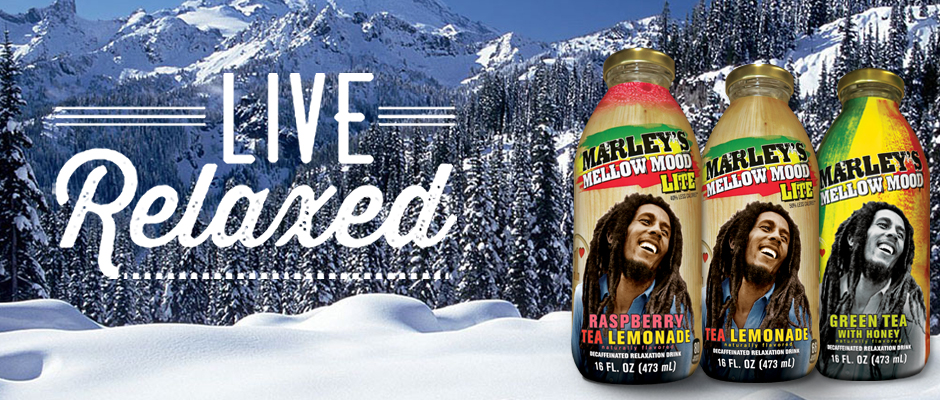 LIVE
Relaxed
MARLEY'S
MELLOW MOOD
LITE
RASPBERRY
TEA LEMONADE
naturally flavored
DECAFFEINATED RELAXATION DRINK
16 FL. OZ (473 mL)
MARLEY'S
MELLOW MOOD
LITE
TEA LEMONADE
naturally flavored
DECAFFEINATED RELAXATION DRINK
16 FL. OZ (473 mL)
MARLEY'S
MELLOW MOOD
GREEN TEA
WITH HONEY
naturally flavored
DECAFFEINATED RELAXATION DRINK
16 FL. OZ (473 mL)